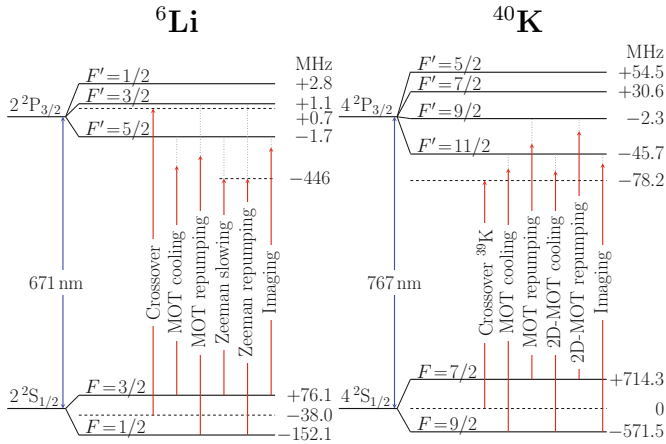 ⁶Li
⁴⁰K
MHz
F′ = 1/2
+2.8
F′ = 3/2
+1.1
2 ²P₃/₂
+0.7
F′ = 5/2
−1.7
−446
671 nm
Crossover
MOT cooling
MOT repumping
Zeeman slowing
Zeeman repumping
Imaging
F = 3/2
+76.1
2 ²S₁/₂
−38.0
F = 1/2
−152.1
MHz
F′ = 5/2
+54.5
F′ = 7/2
+30.6
4 ²P₃/₂
F′ = 9/2
−2.3
F′ = 11/2
−45.7
−78.2
767 nm
Crossover ³⁹K
MOT cooling
MOT repumping
2D-MOT cooling
2D-MOT repumping
Imaging
F = 7/2
+714.3
4 ²S₁/₂
0
F = 9/2
−571.5